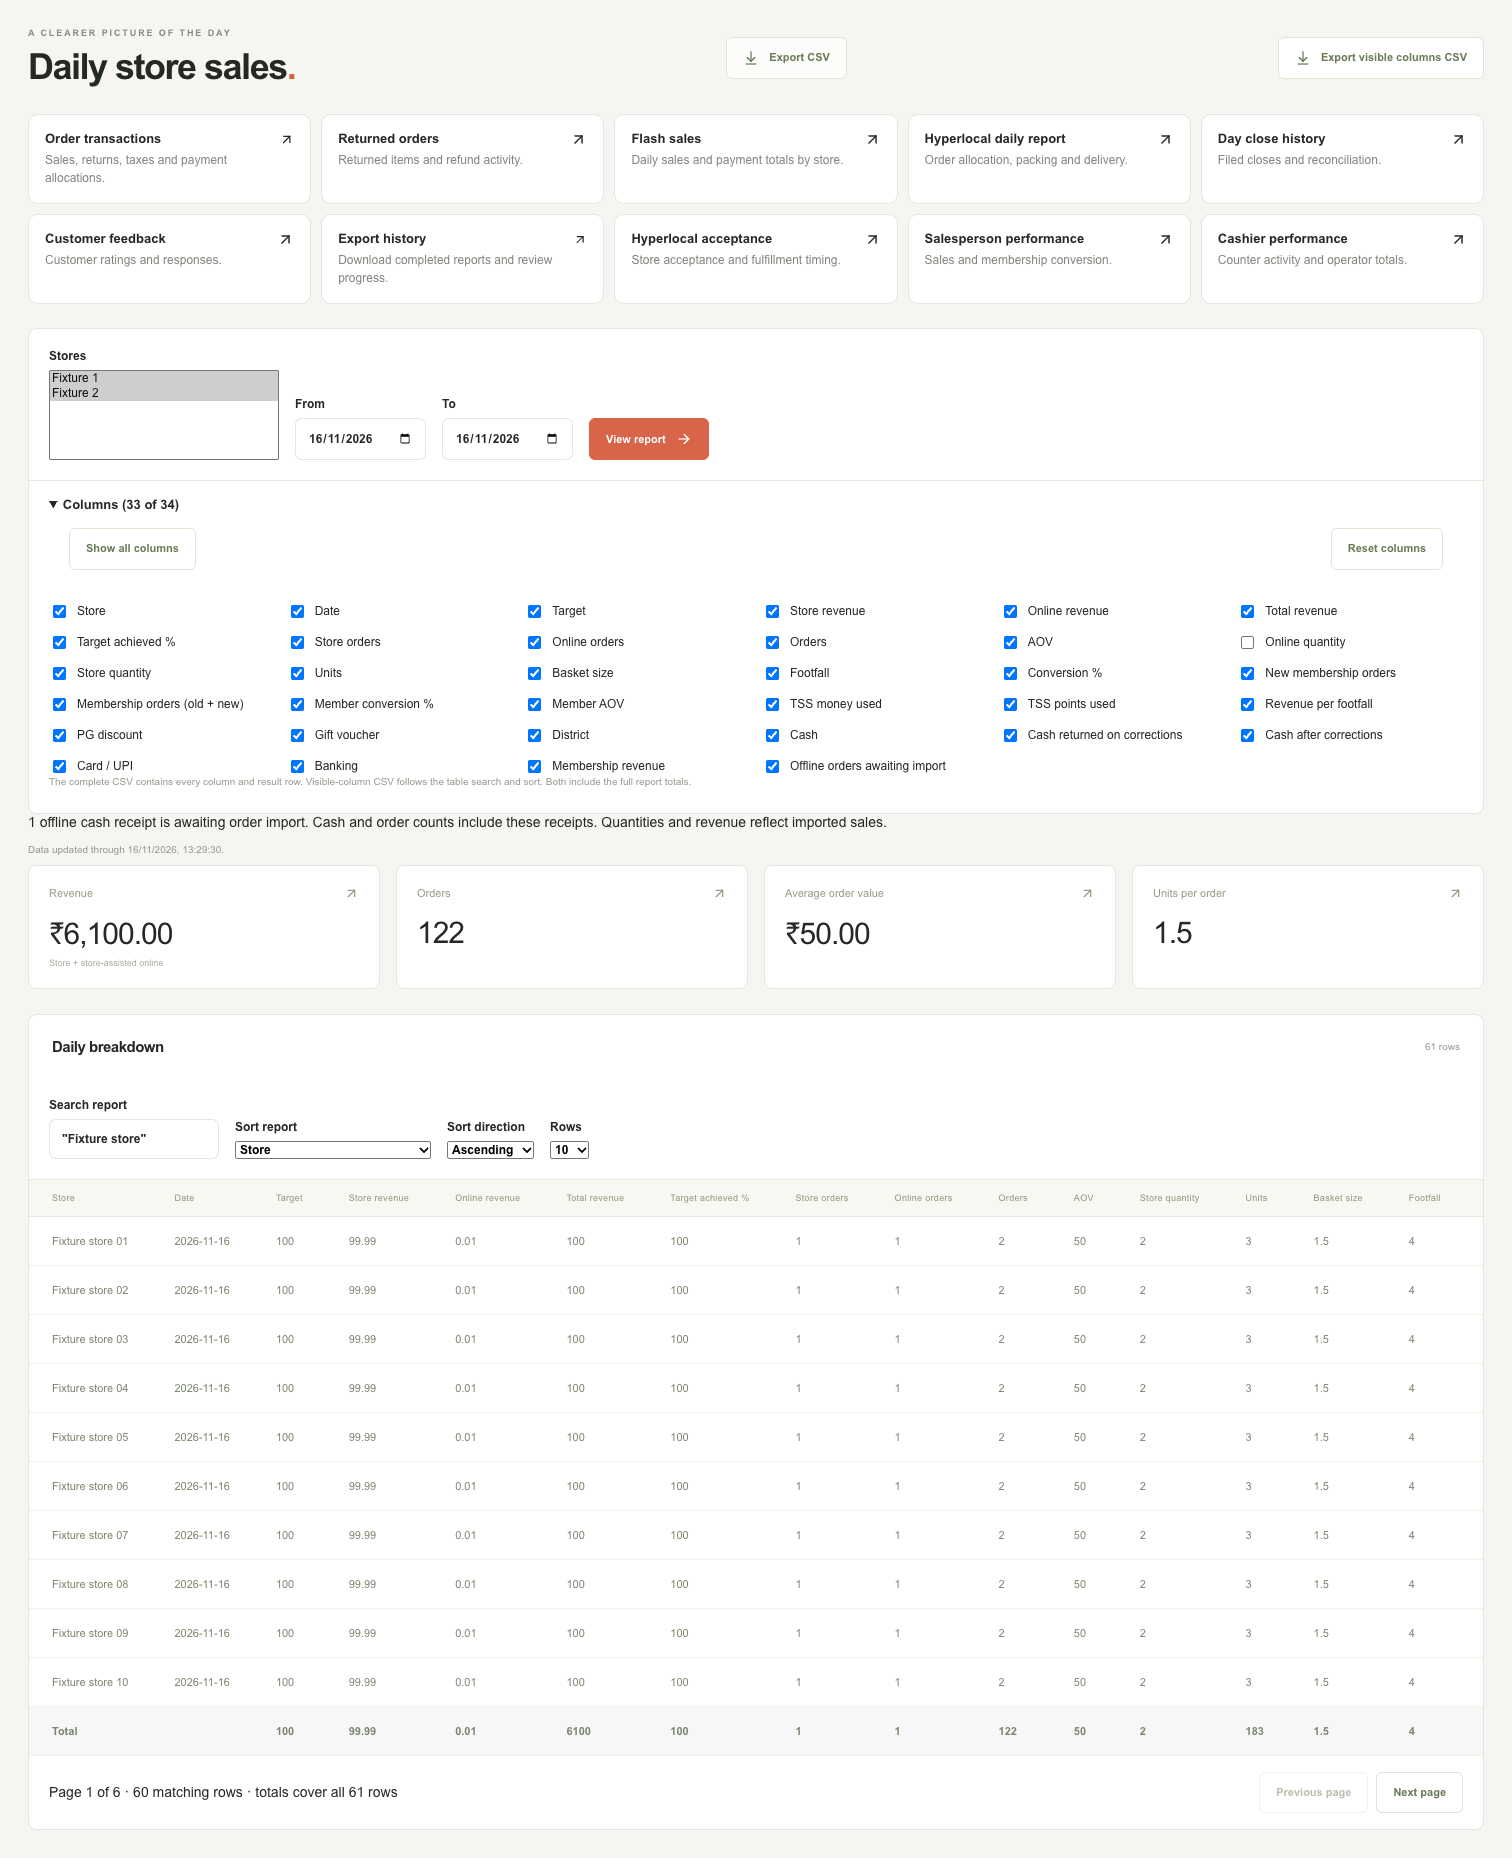 A CLEARER PICTURE OF THE DAY
Daily store sales.
Export CSV
Export visible columns CSV
Order transactions
Sales, returns, taxes and payment
allocations.
Returned orders
Returned items and refund activity.
Flash sales
Daily sales and payment totals by store.
Hyperlocal daily report
Order allocation, packing and delivery.
Day close history
Filed closes and reconciliation.
Customer feedback
Customer ratings and responses.
Export history
Download completed reports and review
progress.
Hyperlocal acceptance
Store acceptance and fulfillment timing.
Salesperson performance
Sales and membership conversion.
Cashier performance
Counter activity and operator totals.
Stores
Fixture 1
Fixture 2
From
16/11/2026
To
16/11/2026
View report
Columns (33 of 34)
Show all columns
Reset columns
Store Date Target Store revenue Online revenue Total revenue
Target achieved % Store orders Online orders Orders AOV Online quantity
Store quantity Units Basket size Footfall Conversion % New membership orders
Membership orders (old + new) Member conversion % Member AOV TSS money used TSS points used Revenue per footfall
PG discount Gift voucher District Cash Cash returned on corrections Cash after corrections
Card / UPI Banking Membership revenue Offline orders awaiting import
The complete CSV contains every column and result row. Visible-column CSV follows the table search and sort. Both include the full report totals.
1 offline cash receipt is awaiting order import. Cash and order counts include these receipts. Quantities and revenue reflect imported sales.
Data updated through 16/11/2026, 13:29:30.
Revenue
₹6,100.00
Store + store-assisted online
Orders
122
Average order value
₹50.00
Units per order
1.5
Daily breakdown
61 rows
Search report
"Fixture store"
Sort report
Store
Sort direction
Ascending
Rows
10
Store Date Target Store revenue Online revenue Total revenue Target achieved % Store orders Online orders Orders AOV Store quantity Units Basket size Footfall
Fixture store 01 2026-11-16 100 99.99 0.01 100 100 1 1 2 50 2 3 1.5 4
Fixture store 02 2026-11-16 100 99.99 0.01 100 100 1 1 2 50 2 3 1.5 4
Fixture store 03 2026-11-16 100 99.99 0.01 100 100 1 1 2 50 2 3 1.5 4
Fixture store 04 2026-11-16 100 99.99 0.01 100 100 1 1 2 50 2 3 1.5 4
Fixture store 05 2026-11-16 100 99.99 0.01 100 100 1 1 2 50 2 3 1.5 4
Fixture store 06 2026-11-16 100 99.99 0.01 100 100 1 1 2 50 2 3 1.5 4
Fixture store 07 2026-11-16 100 99.99 0.01 100 100 1 1 2 50 2 3 1.5 4
Fixture store 08 2026-11-16 100 99.99 0.01 100 100 1 1 2 50 2 3 1.5 4
Fixture store 09 2026-11-16 100 99.99 0.01 100 100 1 1 2 50 2 3 1.5 4
Fixture store 10 2026-11-16 100 99.99 0.01 100 100 1 1 2 50 2 3 1.5 4
Total 100 99.99 0.01 6100 100 1 1 122 50 2 183 1.5 4
Page 1 of 6 · 60 matching rows · totals cover all 61 rows
Previous page
Next page